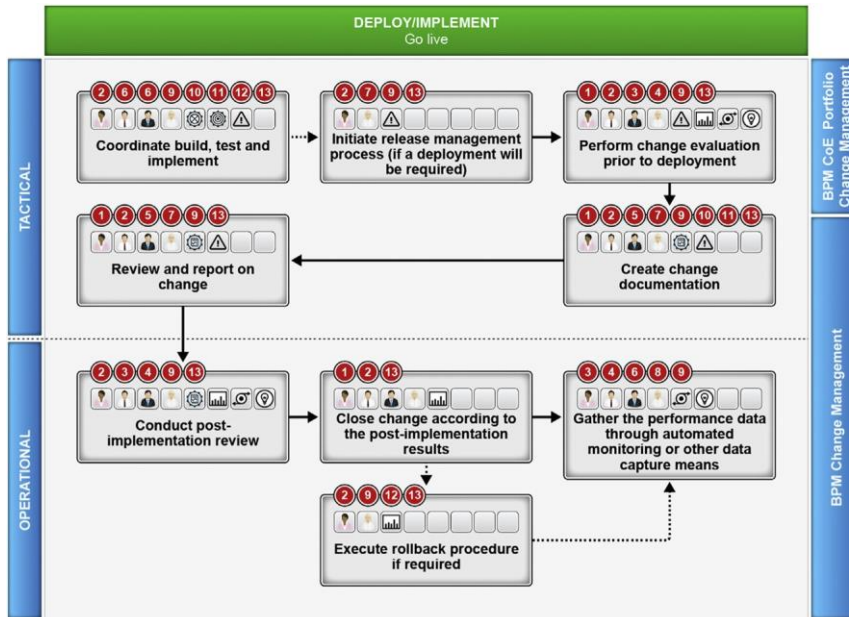 DEPLOY/IMPLEMENT
Go live
TACTICAL
OPERATIONAL
BPM CoE Portfolio
Change Management
BPM Change Management
2 6 6 9 10 11 12 13
Coordinate build, test and
implement
2 7 9 13
Initiate release management
process (if a deployment will
be required)
1 2 3 4 9 13
Perform change evaluation
prior to deployment
1 2 5 7 9 13
Review and report on
change
1 2 5 7 9 10 11 13
Create change
documentation
2 3 4 9 13
Conduct post-
implementation review
1 2 13
Close change according to
the post-implementation
results
3 4 6 8 9
Gather the performance data
through automated
monitoring or other data
capture means
2 9 12 13
Execute rollback procedure
if required